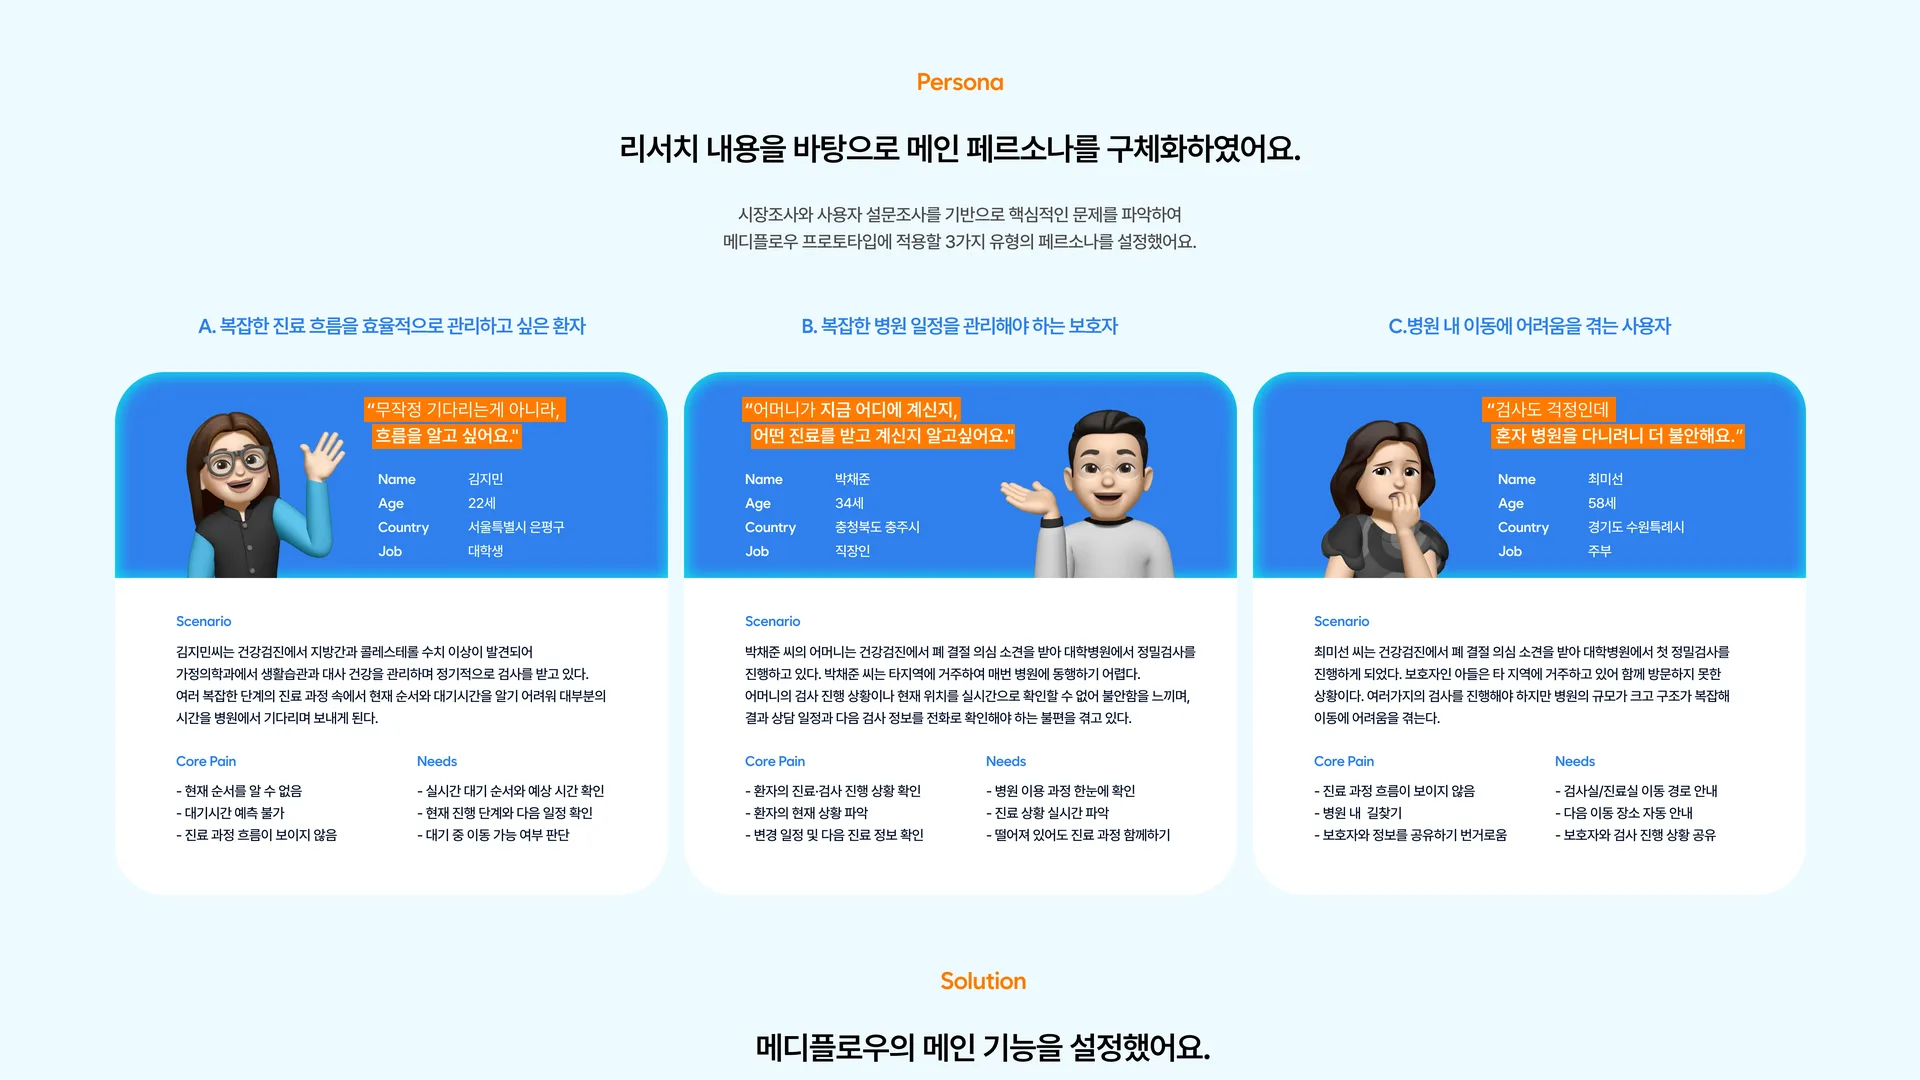 Persona
리서치 내용을 바탕으로 메인 페르소나를 구체화하였어요.
시장조사와 사용자 설문조사를 기반으로 핵심적인 문제를 파악하여
메디플로우 프로토타입에 적용할 3가지 유형의 페르소나를 설정했어요.
A. 복잡한 진료 흐름을 효율적으로 관리하고 싶은 환자
“무작정 기다리는게 아니라,
흐름을 알고 싶어요."
Name 김지민
Age 22세
Country 서울특별시 은평구
Job 대학생
Scenario
김지민씨는 건강검진에서 지방간과 콜레스테롤 수치 이상이 발견되어
가정의학과에서 생활습관과 대사 건강을 관리하며 정기적으로 검사를 받고 있다.
여러 복잡한 단계의 진료 과정 속에서 현재 순서와 대기시간을 알기 어려워 대부분의
시간을 병원에서 기다리며 보내게 된다.
Core Pain
- 현재 순서를 알 수 없음
- 대기시간 예측 불가
- 진료 과정 흐름이 보이지 않음
Needs
- 실시간 대기 순서와 예상 시간 확인
- 현재 진행 단계와 다음 일정 확인
- 대기 중 이동 가능 여부 판단
B. 복잡한 병원 일정을 관리해야 하는 보호자
“어머니가 지금 어디에 계신지,
어떤 진료를 받고 계신지 알고싶어요."
Name 박채준
Age 34세
Country 충청북도 충주시
Job 직장인
Scenario
박채준 씨의 어머니는 건강검진에서 폐 결절 의심 소견을 받아 대학병원에서 정밀검사를
진행하고 있다. 박채준 씨는 타지역에 거주하여 매번 병원에 동행하기 어렵다.
어머니의 검사 진행 상황이나 현재 위치를 실시간으로 확인할 수 없어 불안함을 느끼며,
결과 상담 일정과 다음 검사 정보를 전화로 확인해야 하는 불편을 겪고 있다.
Core Pain
- 환자의 진료·검사 진행 상황 확인
- 환자의 현재 상황 파악
- 변경 일정 및 다음 진료 정보 확인
Needs
- 병원 이용 과정 한눈에 확인
- 진료 상황 실시간 파악
- 떨어져 있어도 진료 과정 함께하기
C.병원 내 이동에 어려움을 겪는 사용자
“검사도 걱정인데
혼자 병원을 다니려니 더 불안해요.”
Name 최미선
Age 58세
Country 경기도 수원특례시
Job 주부
Scenario
최미선 씨는 건강검진에서 폐 결절 의심 소견을 받아 대학병원에서 첫 정밀검사를
진행하게 되었다. 보호자인 아들은 타 지역에 거주하고 있어 함께 방문하지 못한
상황이다. 여러가지의 검사를 진행해야 하지만 병원의 규모가 크고 구조가 복잡해
이동에 어려움을 겪는다.
Core Pain
- 진료 과정 흐름이 보이지 않음
- 병원 내 길찾기
- 보호자와 정보를 공유하기 번거로움
Needs
- 검사실/진료실 이동 경로 안내
- 다음 이동 장소 자동 안내
- 보호자와 검사 진행 상황 공유
Solution
메디플로우의 메인 기능을 설정했어요.